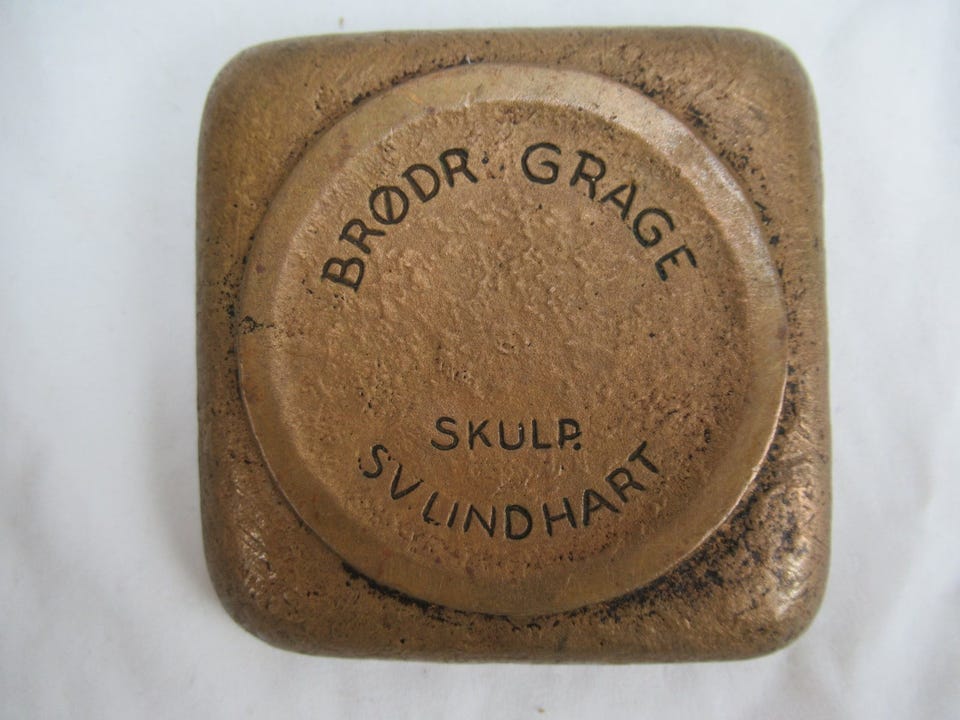 BRØDR. GRAGE
SKULP.
SV. LINDHART